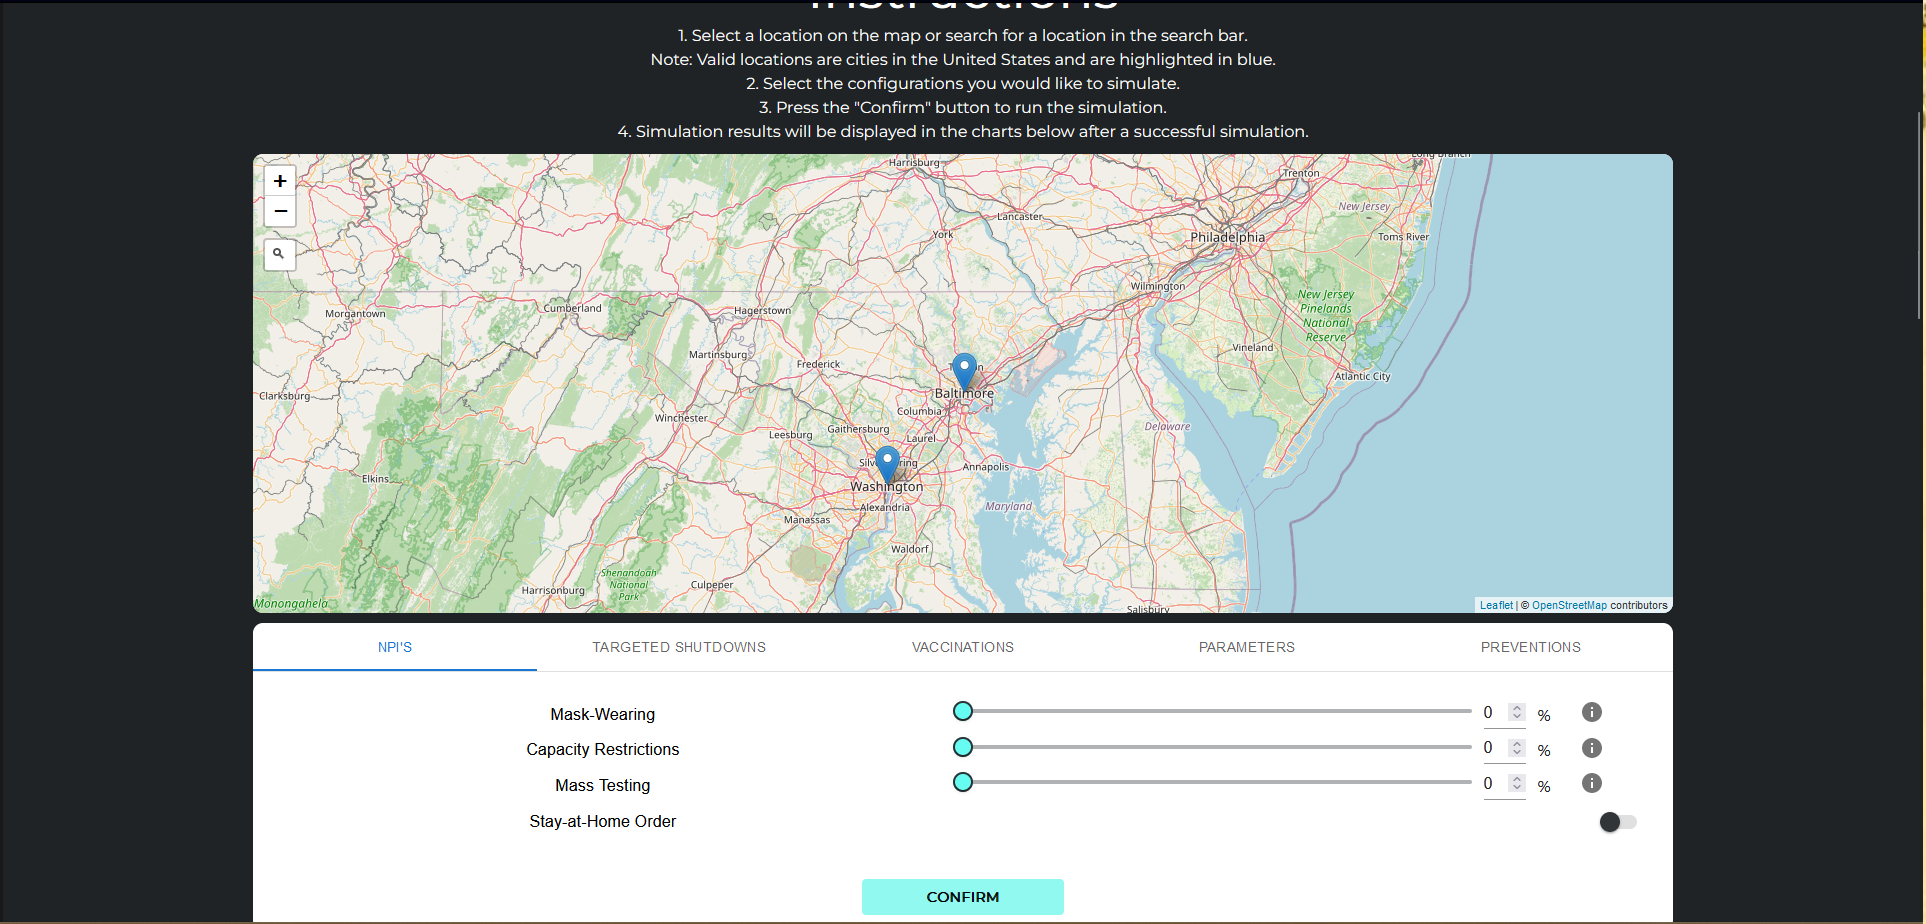 Instructions
1. Select a location on the map or search for a location in the search bar.
Note: Valid locations are cities in the United States and are highlighted in blue.
2. Select the configurations you would like to simulate.
3. Press the "Confirm" button to run the simulation.
4. Simulation results will be displayed in the charts below after a successful simulation.
+
−
Harrisburg
Long Branch
Trenton
Lancaster
New Jersey
York
Philadelphia
Toms River
Wilmington
New Jersey
Pinelands
National
Reserve
Morgantown
Cumberland
Hagerstown
Martinsburg
Frederick
Vineland
Atlantic City
Clarksburg
Baltimore
Columbia
Winchester
Leesburg
Gaithersburg
Laurel
Delaware
Elkins
Annapolis
Washington
Alexandria
Maryland
Manassas
Waldorf
Shenandoah
National
Park
Culpeper
Harrisonburg
Monongahela
Salisbury
Leaflet | © OpenStreetMap contributors
NPI'S
TARGETED SHUTDOWNS
VACCINATIONS
PARAMETERS
PREVENTIONS
Mask-Wearing 0 %
Capacity Restrictions 0 %
Mass Testing 0 %
Stay-at-Home Order
CONFIRM